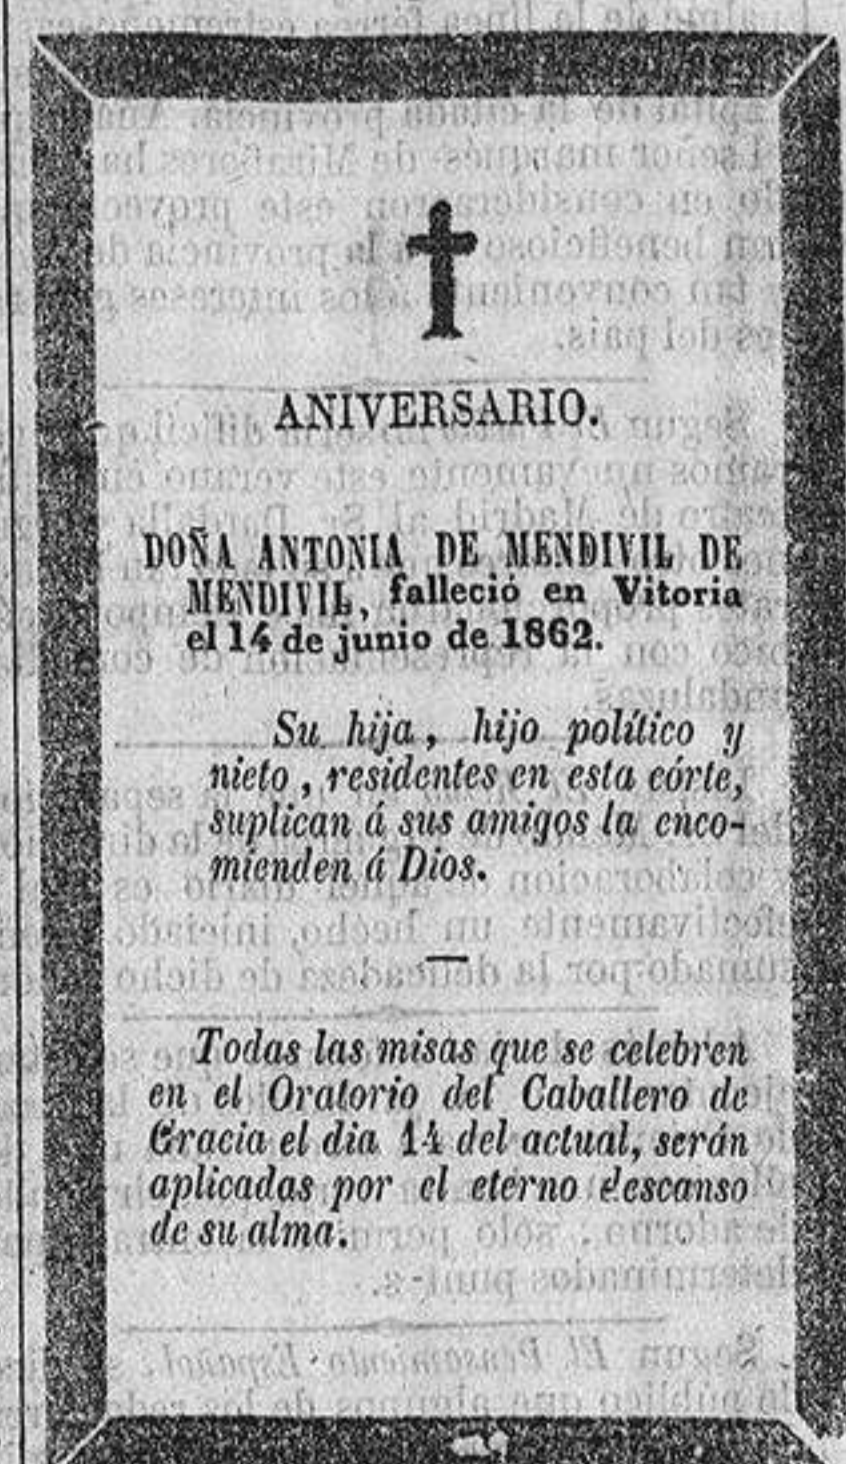 ANIVERSARIO.
DOÑA ANTONIA DE MENDIVIL DE
MENDIVIL, falleció en Vitoria
el 14 de junio de 1862.
Su hija, hijo político y
nieto, residentes en esta córte,
suplican á sus amigos la enco-
mienden á Dios.
Todas las misas que se celebren
en el Oratorio del Caballero de
Gracia el dia 14 del actual, serán
aplicadas por el eterno descanso
de su alma.